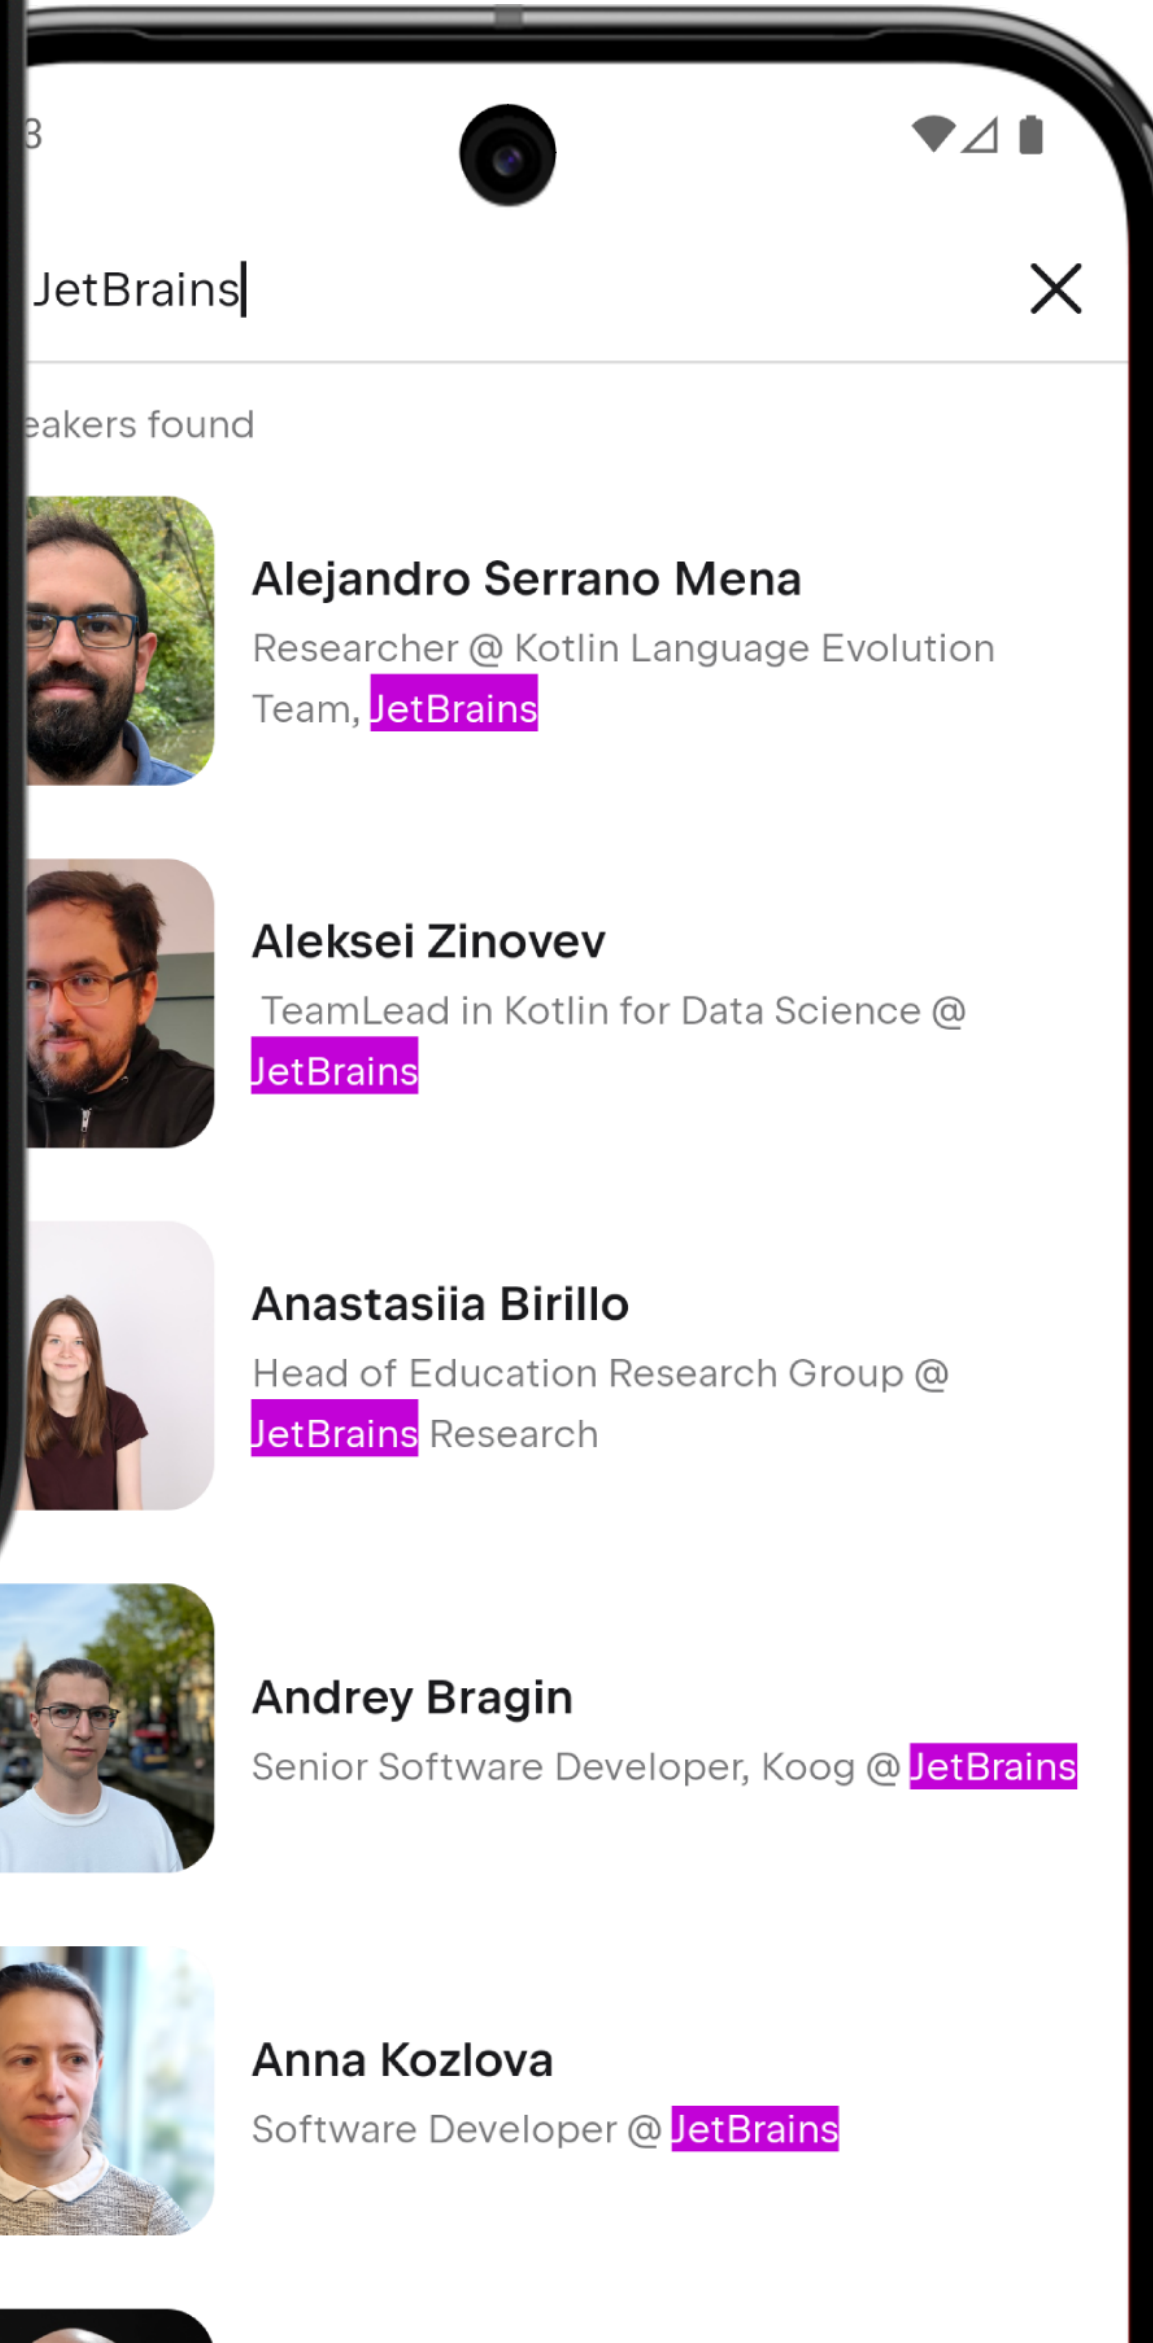 JetBrains
found
Alejandro Serrano Mena
Researcher @ Kotlin Language Evolution
Team, JetBrains
Aleksei Zinovev
TeamLead in Kotlin for Data Science @
JetBrains
Anastasiia Birillo
Head of Education Research Group @
JetBrains Research
Andrey Bragin
Senior Software Developer, Koog @ JetBrains
Anna Kozlova
Software Developer @ JetBrains